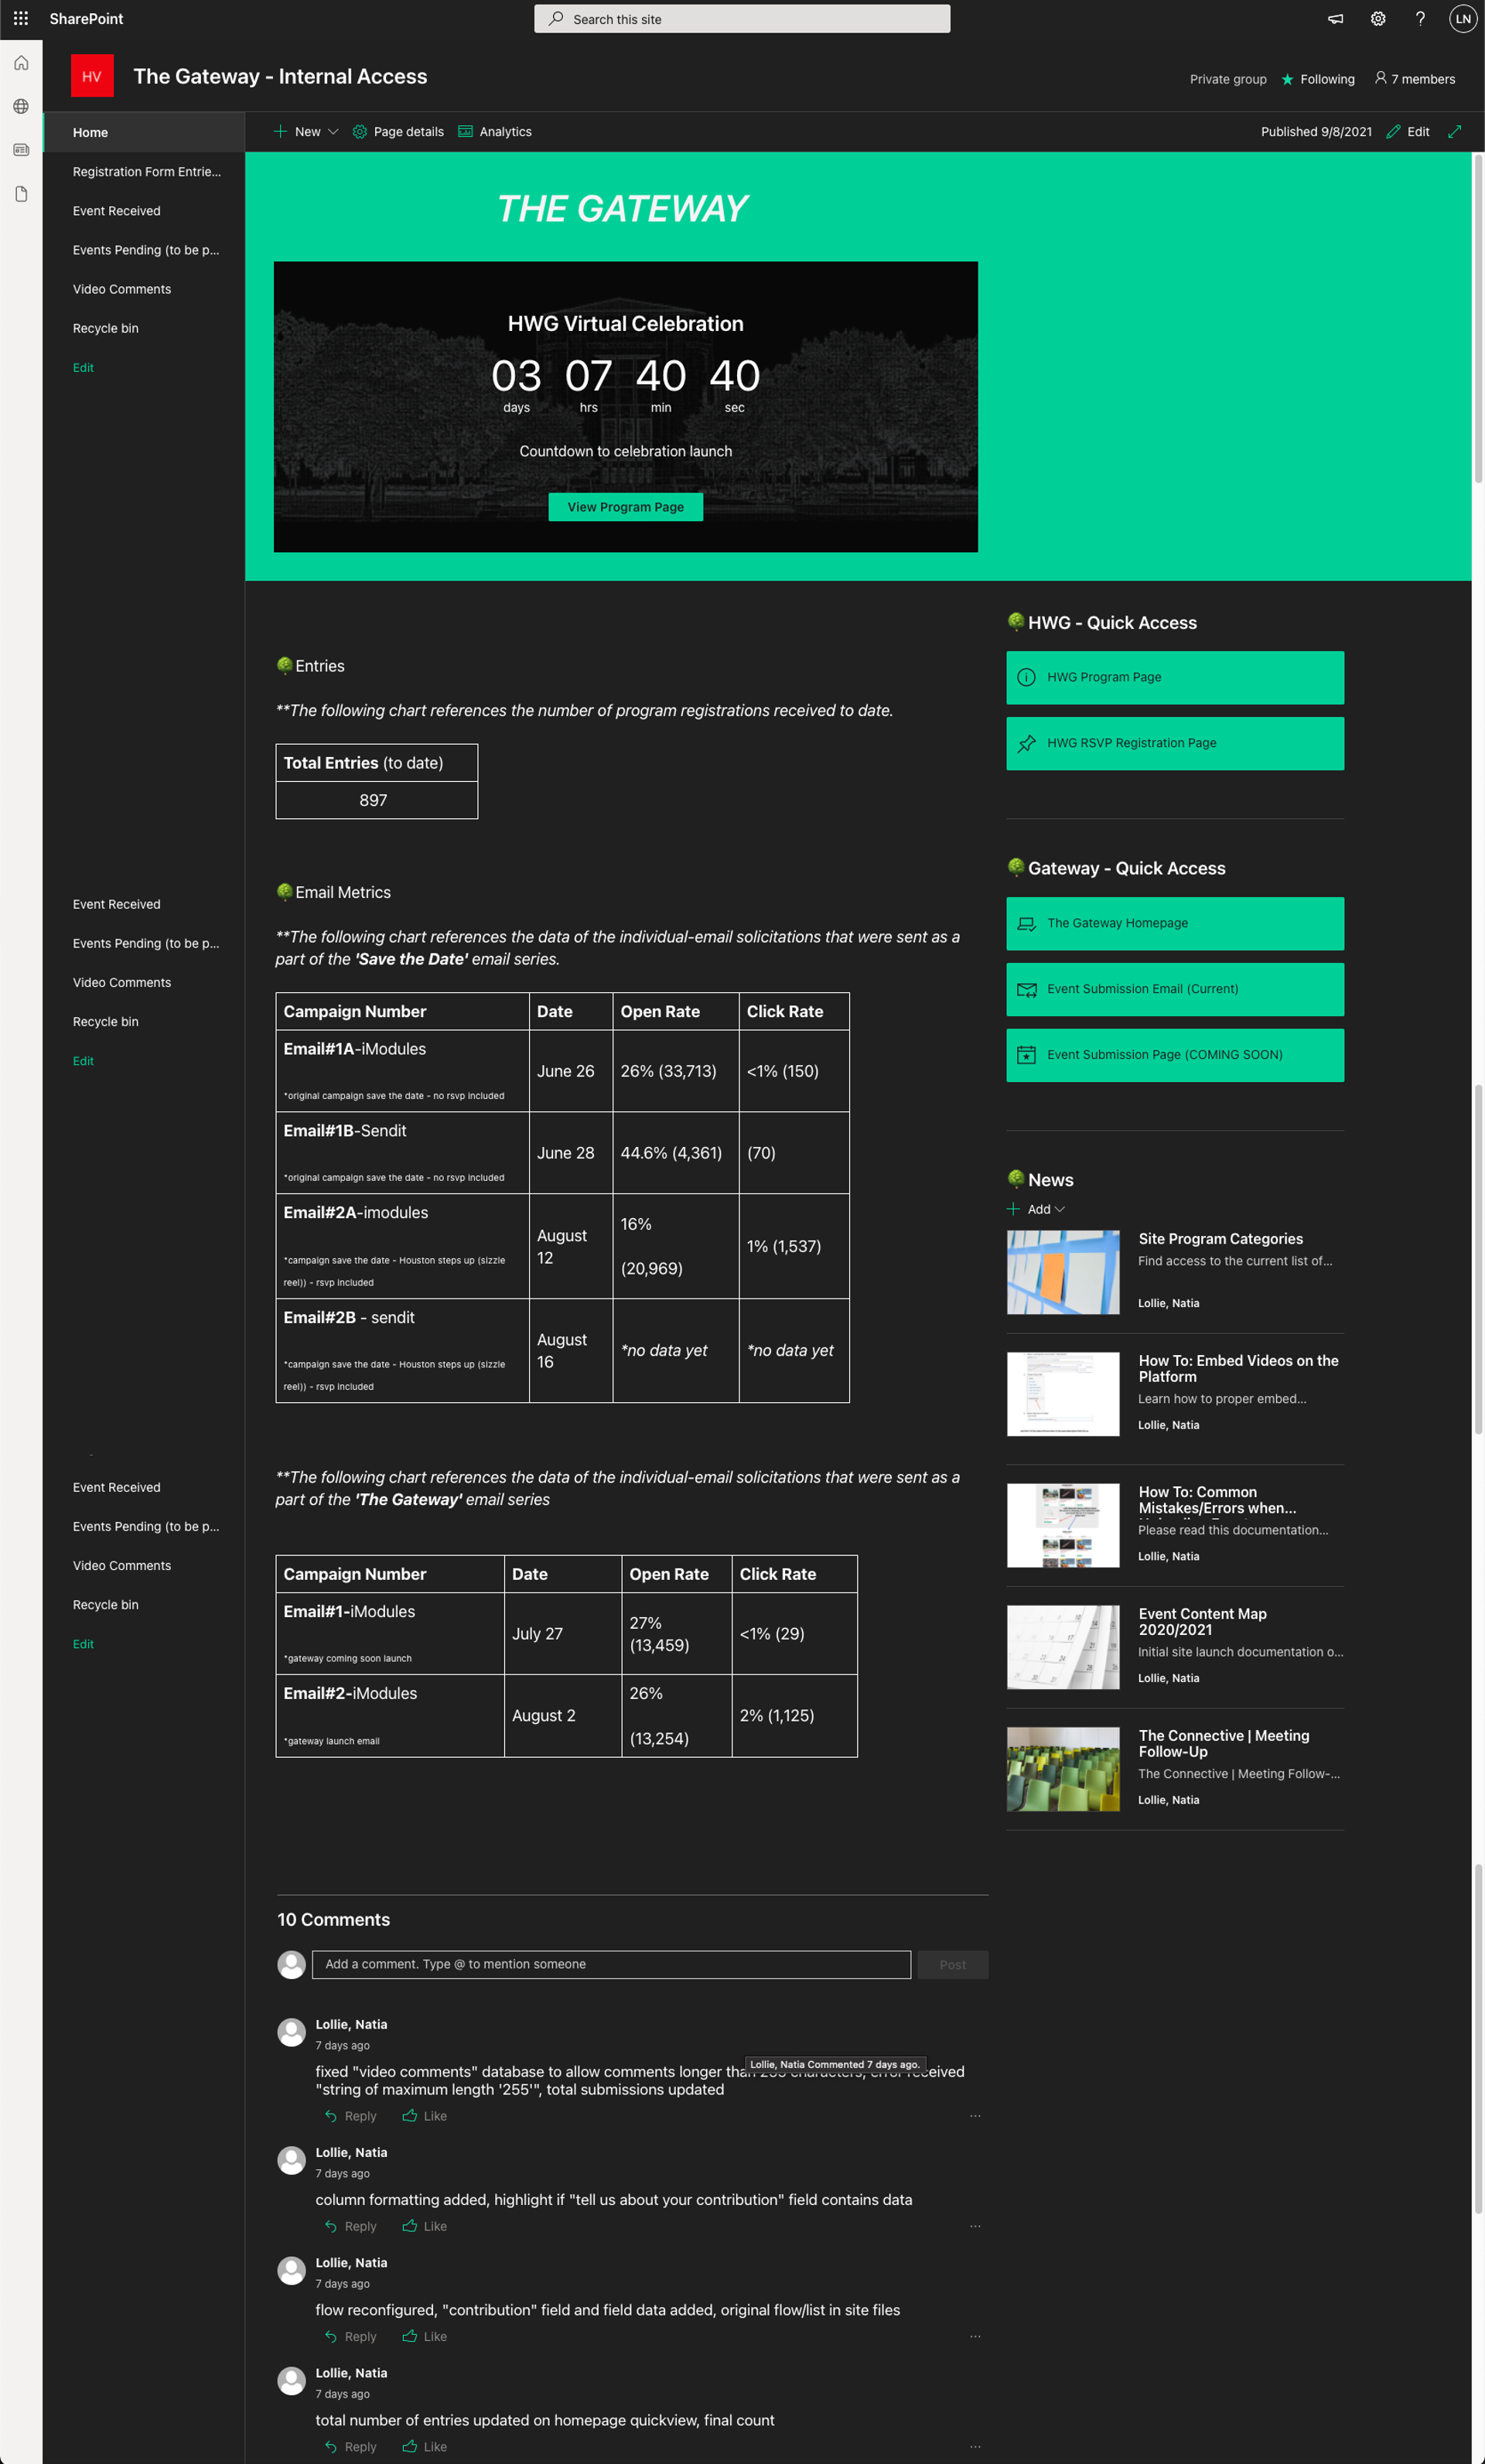 SharePoint
Search this site
LN
HV
The Gateway - Internal Access
Private group
Following
7 members
Home
New
Page details
Analytics
Published 9/8/2021
Edit
Registration Form Entrie...
Event Received
Events Pending (to be p...
Video Comments
Recycle bin
Edit
THE GATEWAY
HWG Virtual Celebration
03 07 40 40
days hrs min sec
Countdown to celebration launch
View Program Page
Entries
**The following chart references the number of program registrations received to date.
Total Entries (to date)
897
Event Received
Events Pending (to be p...
Video Comments
Recycle bin
Edit
Email Metrics
**The following chart references the data of the individual-email solicitations that were sent as a
part of the 'Save the Date' email series.
Campaign Number Date Open Rate Click Rate
Email#1A-iModules
*original campaign save the date - no rsvp included
June 26
26% (33,713)
<1% (150)
Email#1B-Sendit
*original campaign save the date - no rsvp included
June 28
44.6% (4,361)
(70)
Email#2A-imodules
*campaign save the date - Houston steps up (sizzle
reel)) - rsvp included
August
12
16%
(20,969)
1% (1,537)
Email#2B - sendit
*campaign save the date - Houston steps up (sizzle
reel)) - rsvp included
August
16
*no data yet
*no data yet
Event Received
Events Pending (to be p...
Video Comments
Recycle bin
Edit
**The following chart references the data of the individual-email solicitations that were sent as a
part of the 'The Gateway' email series
Campaign Number Date Open Rate Click Rate
Email#1-iModules
*gateway coming soon launch
July 27
27%
(13,459)
<1% (29)
Email#2-iModules
*gateway launch email
August 2
26%
(13,254)
2% (1,125)
HWG - Quick Access
HWG Program Page
HWG RSVP Registration Page
Gateway - Quick Access
The Gateway Homepage
Event Submission Email (Current)
Event Submission Page (COMING SOON)
News
Add
Site Program Categories
Find access to the current list of...
Lollie, Natia
How To: Embed Videos on the
Platform
Learn how to proper embed...
Lollie, Natia
How To: Common
Mistakes/Errors when...
Please read this documentation...
Lollie, Natia
Event Content Map
2020/2021
Initial site launch documentation o...
Lollie, Natia
The Connective | Meeting
Follow-Up
The Connective | Meeting Follow-...
Lollie, Natia
10 Comments
Add a comment. Type @ to mention someone
Post
Lollie, Natia
7 days ago
Lollie, Natia Commented 7 days ago.
fixed "video comments" database to allow comments longer than 255 characters, error received
"string of maximum length '255'", total submissions updated
Reply Like ...
Lollie, Natia
7 days ago
column formatting added, highlight if "tell us about your contribution" field contains data
Reply Like ...
Lollie, Natia
7 days ago
flow reconfigured, "contribution" field and field data added, original flow/list in site files
Reply Like ...
Lollie, Natia
7 days ago
total number of entries updated on homepage quickview, final count
Reply Like ...